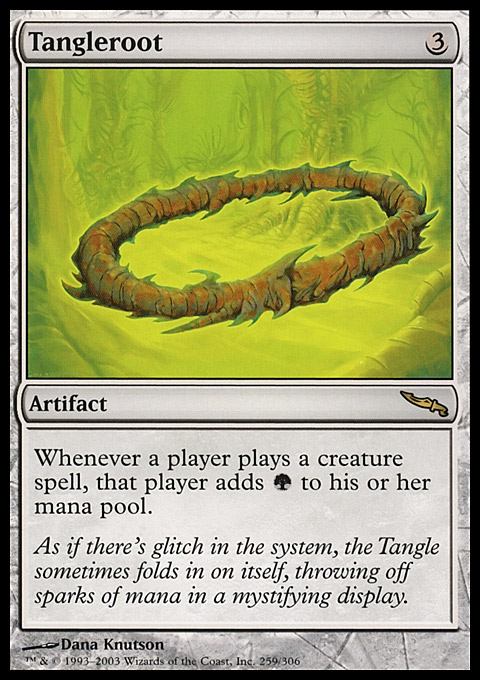 Tangleroot 3
Artifact
Whenever a player plays a creature
spell, that player adds to his or her
mana pool.
As if there's glitch in the system, the Tangle
sometimes folds in on itself, throwing off
sparks of mana in a mystifying display.
Dana Knutson
™ & © 1993–2003 Wizards of the Coast, Inc. 259/306